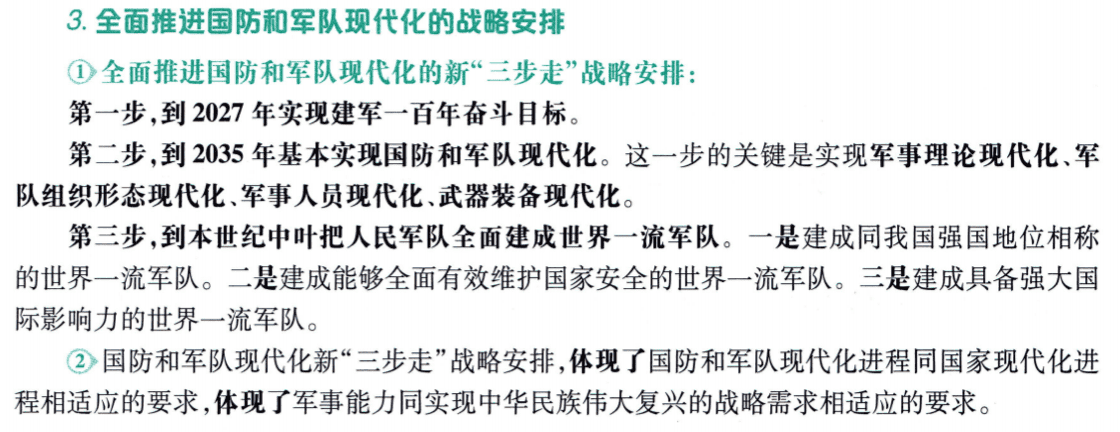 3. 全面推进国防和军队现代化的战略安排
①全面推进国防和军队现代化的新“三步走”战略安排：
第一步，到 2027 年实现建军一百年奋斗目标。
第二步，到 2035 年基本实现国防和军队现代化。这一步的关键是实现军事理论现代化、军
队组织形态现代化、军事人员现代化、武器装备现代化。
第三步，到本世纪中叶把人民军队全面建成世界一流军队。一是建成同我国强国地位相称
的世界一流军队。二是建成能够全面有效维护国家安全的世界一流军队。三是建成具备强大国
际影响力的世界一流军队。
②国防和军队现代化新“三步走”战略安排，体现了国防和军队现代化进程同国家现代化进
程相适应的要求，体现了军事能力同实现中华民族伟大复兴的战略需求相适应的要求。